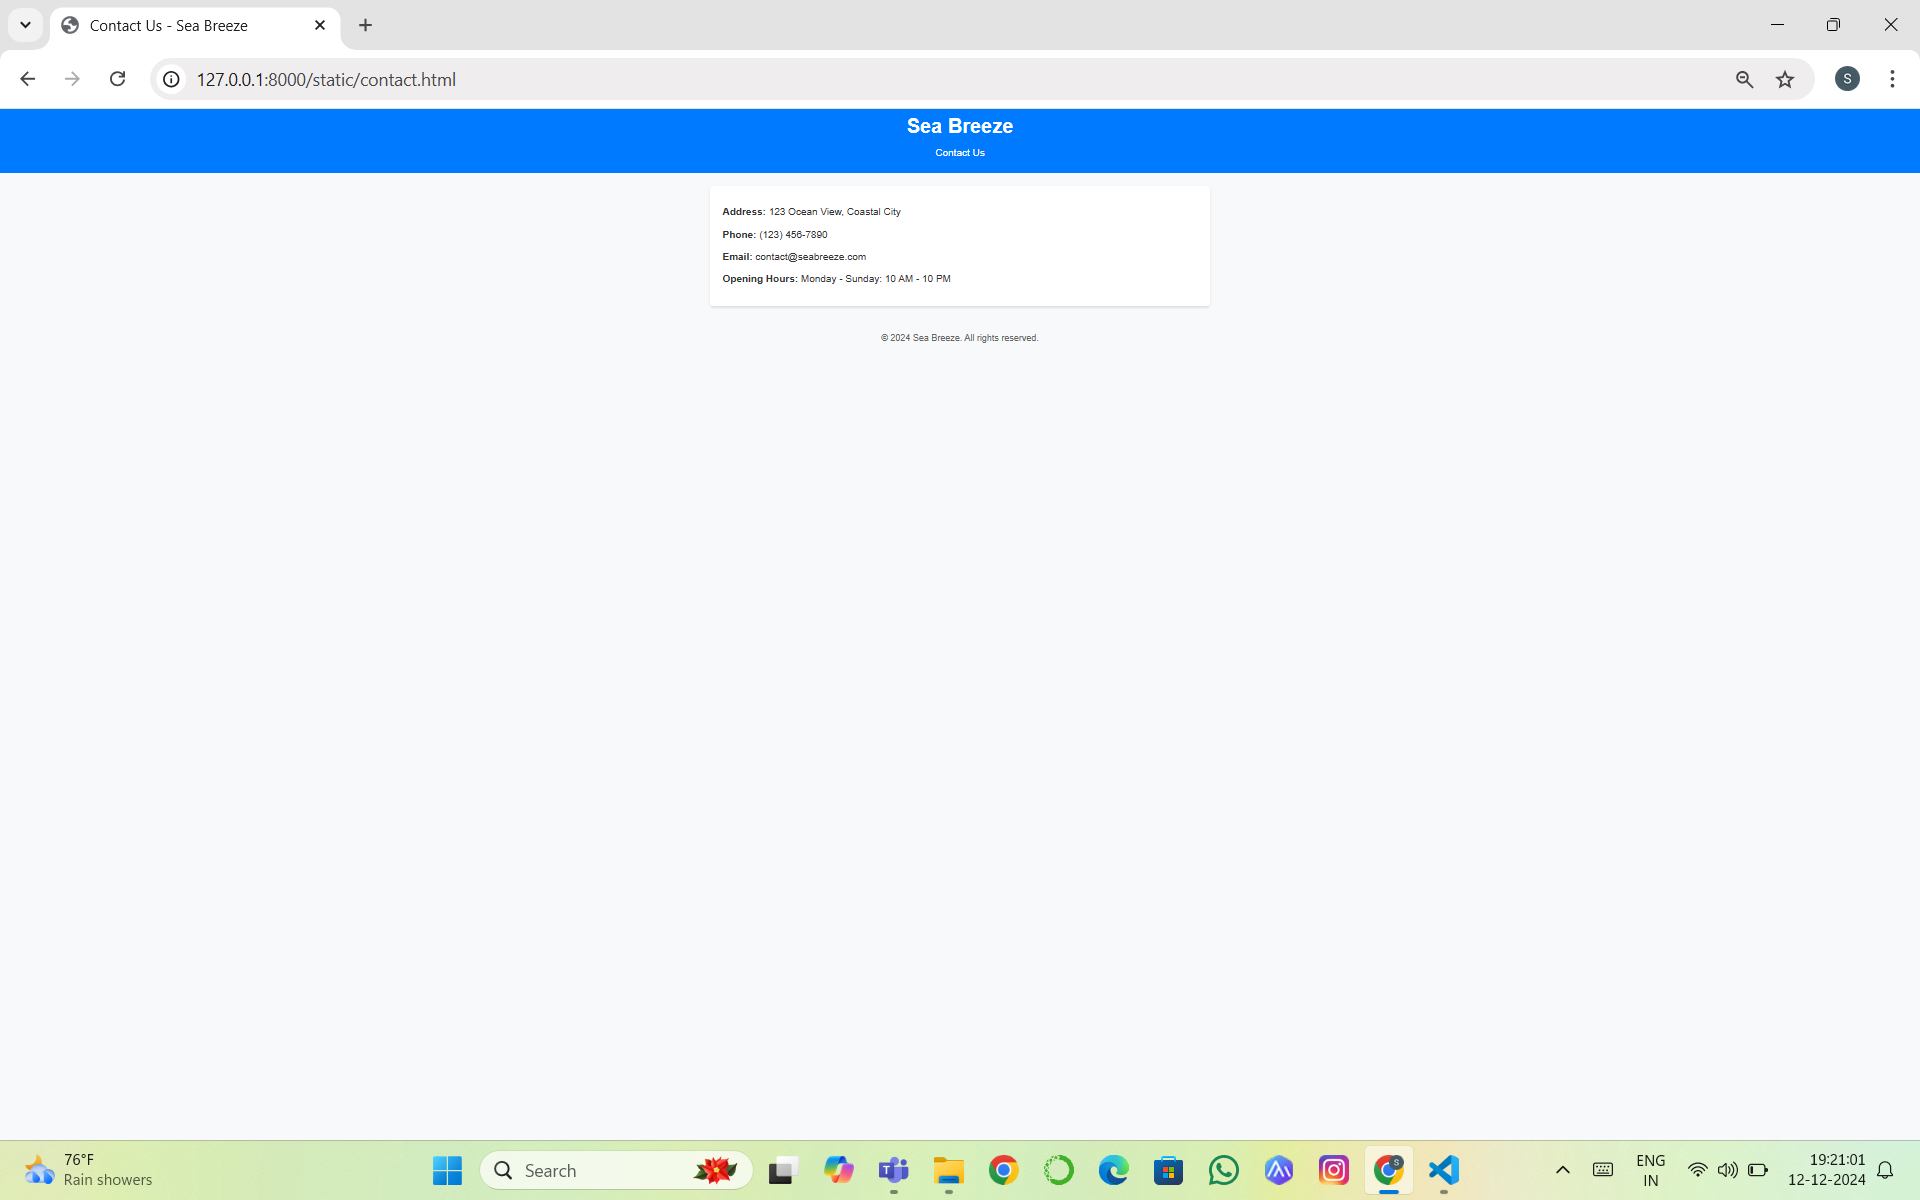 Contact Us - Sea Breeze
127.0.0.1:8000/static/contact.html
S
Sea Breeze
Contact Us
Address: 123 Ocean View, Coastal City
Phone: (123) 456-7890
Email: contact@seabreeze.com
Opening Hours: Monday - Sunday: 10 AM - 10 PM
© 2024 Sea Breeze. All rights reserved.
76°F
Rain showers
Search
ENG
IN
19:21:01
12-12-2024